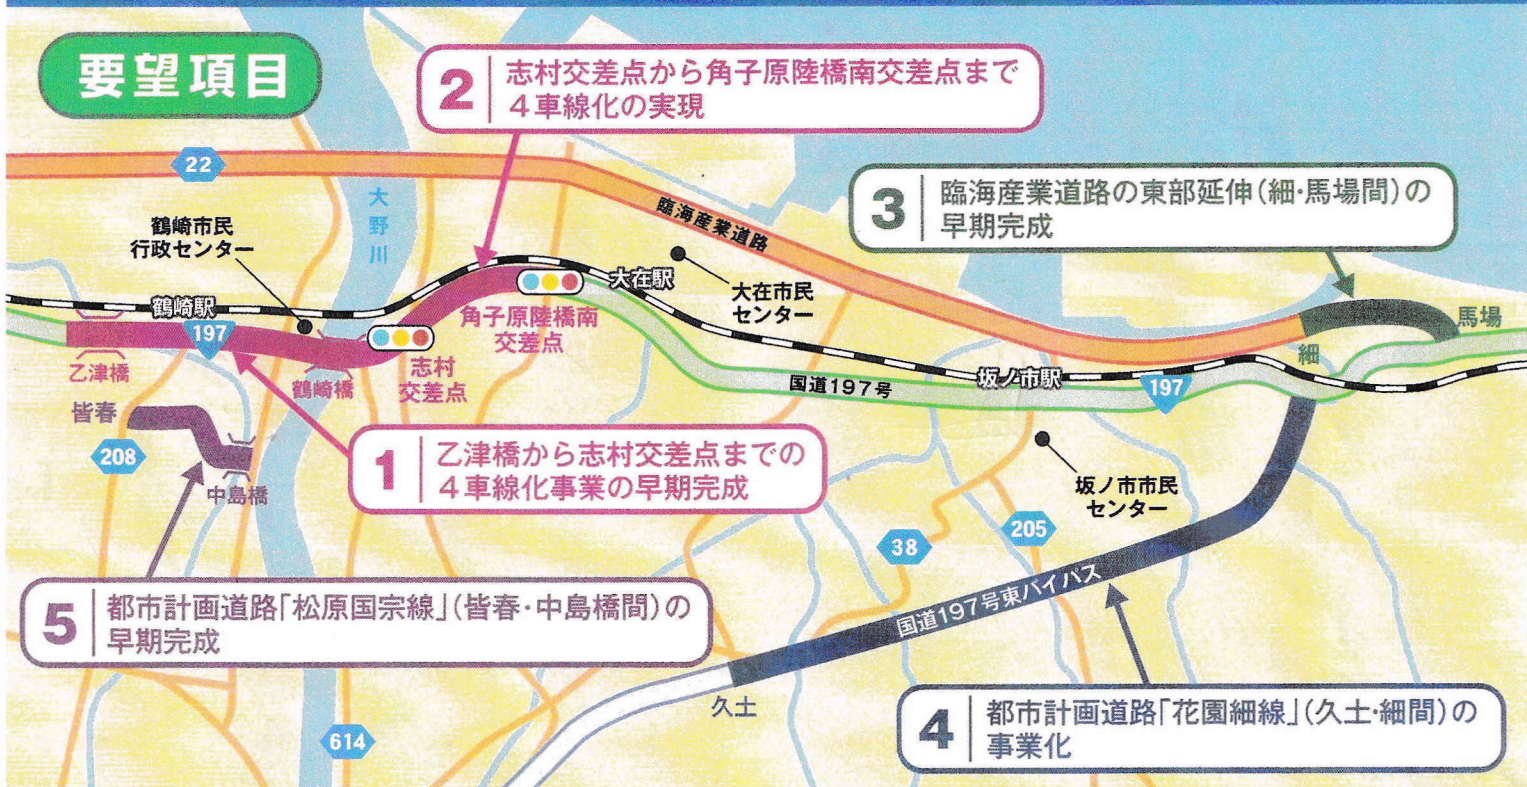 要望項目
2
志村交差点から角子原陸橋南交差点まで
4車線化の実現
22
大野川
3
臨海産業道路の東部延伸(細・馬場間)の
早期完成
臨海産業道路
鶴崎市民
行政センター
鶴崎駅
197
大在駅
大在市民
センター
角子原陸橋南
交差点
馬場
細
乙津橋
鶴崎橋
志村
交差点
国道197号
坂ノ市駅
197
皆春
208
中島橋
1
乙津橋から志村交差点までの
4車線化事業の早期完成
坂ノ市市民
センター
38
205
5
都市計画道路「松原国宗線」(皆春・中島橋間)の
早期完成
国道197号東バイパス
久土
614
4
都市計画道路「花園細線」(久土・細間)の
事業化